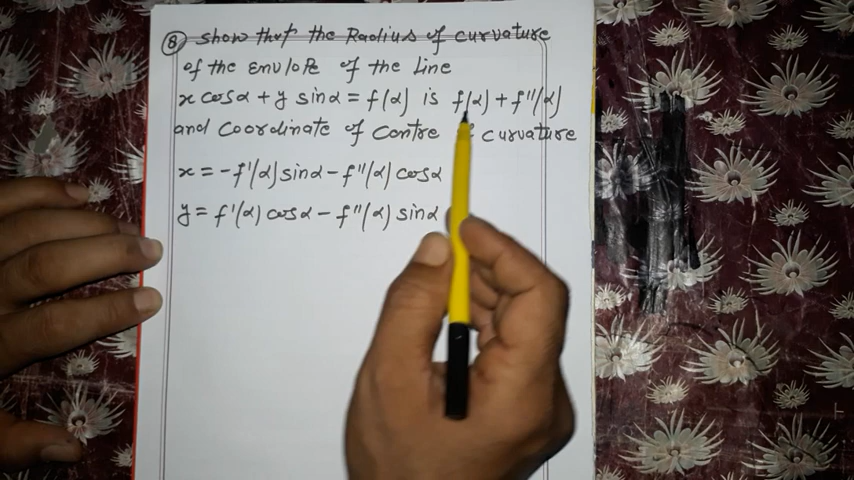 ⑧ Show that the Radius of curvature
of the Envlope of the Line
x cosα + y sinα = f(α) is f(α) + f''(α)
and Coordinate of Centre of curvature
x = -f'(α) sinα - f''(α) cosα
y = f'(α) cosα - f''(α) sinα